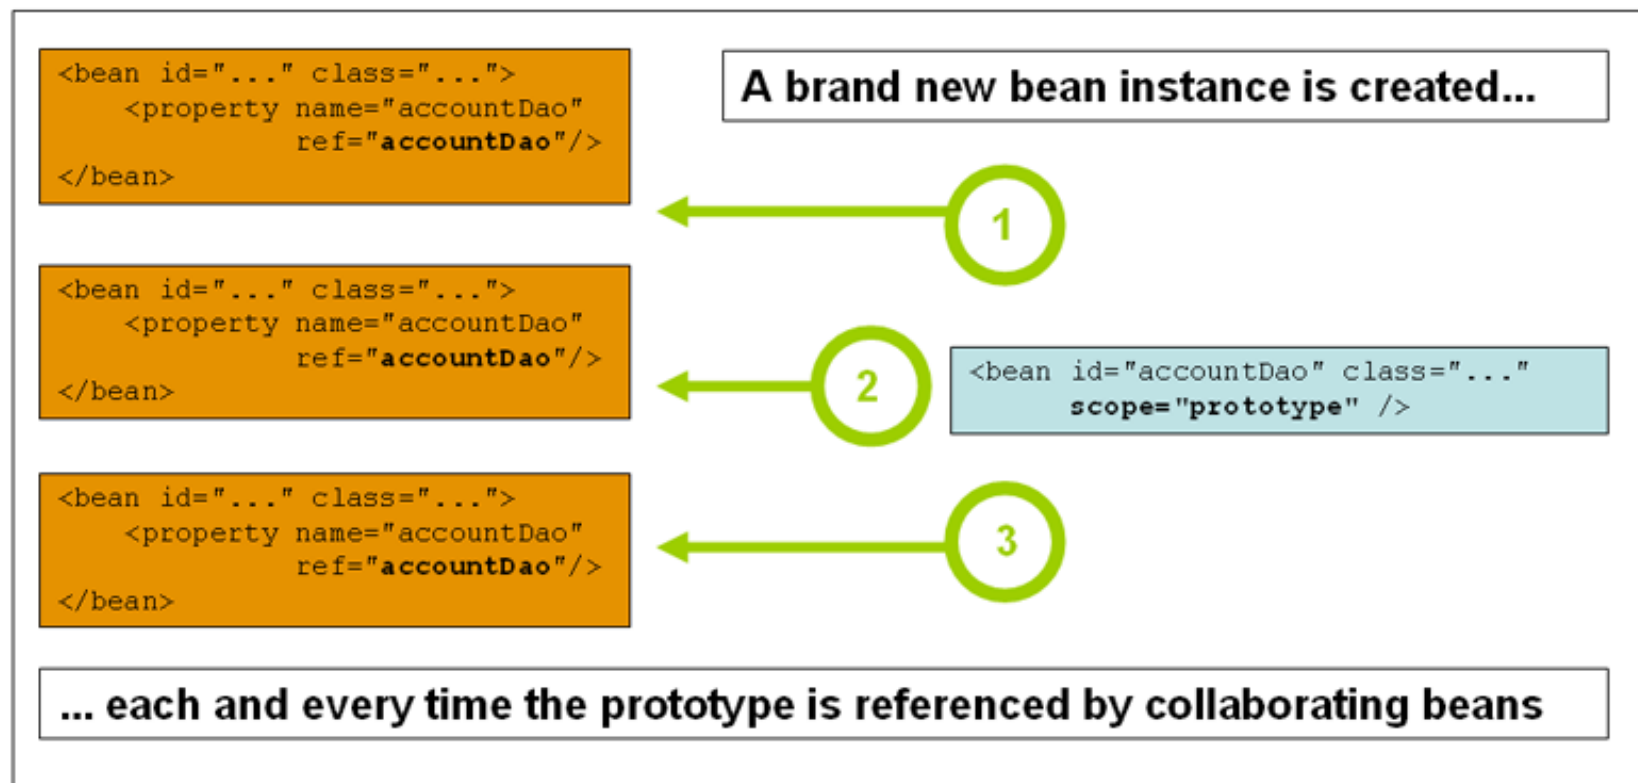 <bean id="..." class="...">
<property name="accountDao"
ref="accountDao"/>
</bean>
A brand new bean instance is created...
1
<bean id="..." class="...">
<property name="accountDao"
ref="accountDao"/>
</bean>
2
<bean id="accountDao" class="..."
scope="prototype" />
<bean id="..." class="...">
<property name="accountDao"
ref="accountDao"/>
</bean>
3
... each and every time the prototype is referenced by collaborating beans